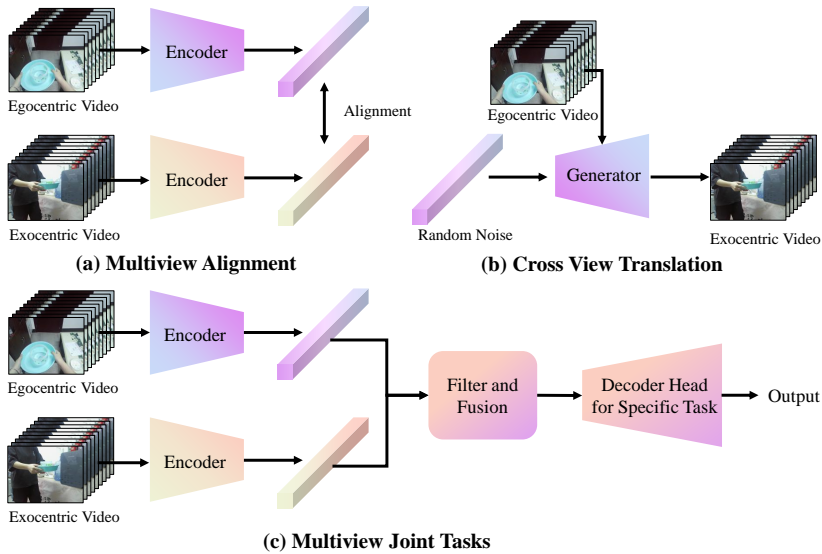 Egocentric Video
Encoder
Alignment
Exocentric Video
Encoder
(a) Multiview Alignment
Egocentric Video
Random Noise
Generator
Exocentric Video
(b) Cross View Translation
Egocentric Video
Encoder
Exocentric Video
Encoder
Filter and
Fusion
Decoder Head
for Specific Task
Output
(c) Multiview Joint Tasks